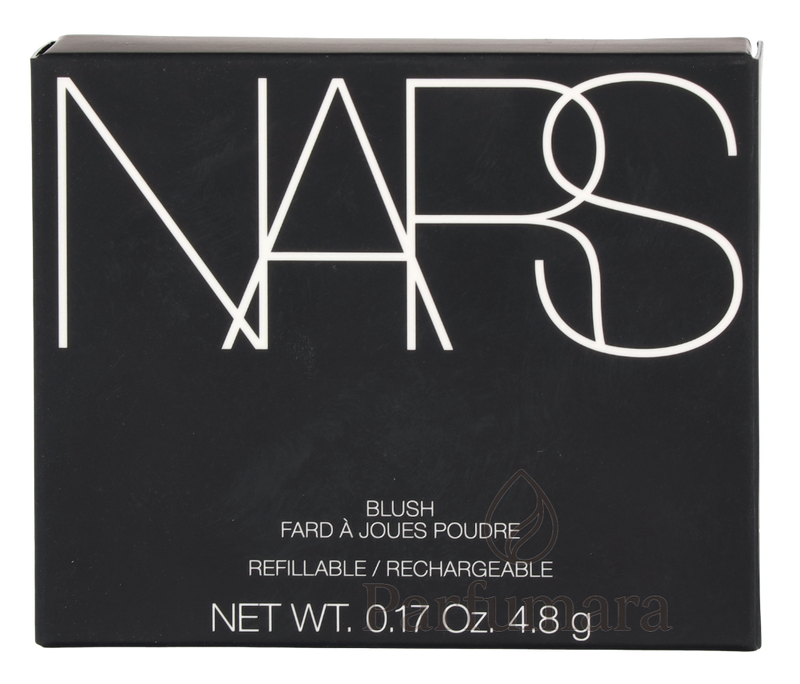 NARS
BLUSH
FARD À JOUES POUDRE
REFILLABLE / RECHARGEABLE
NET WT. 0.17 Oz. 4.8 g
Parfumara